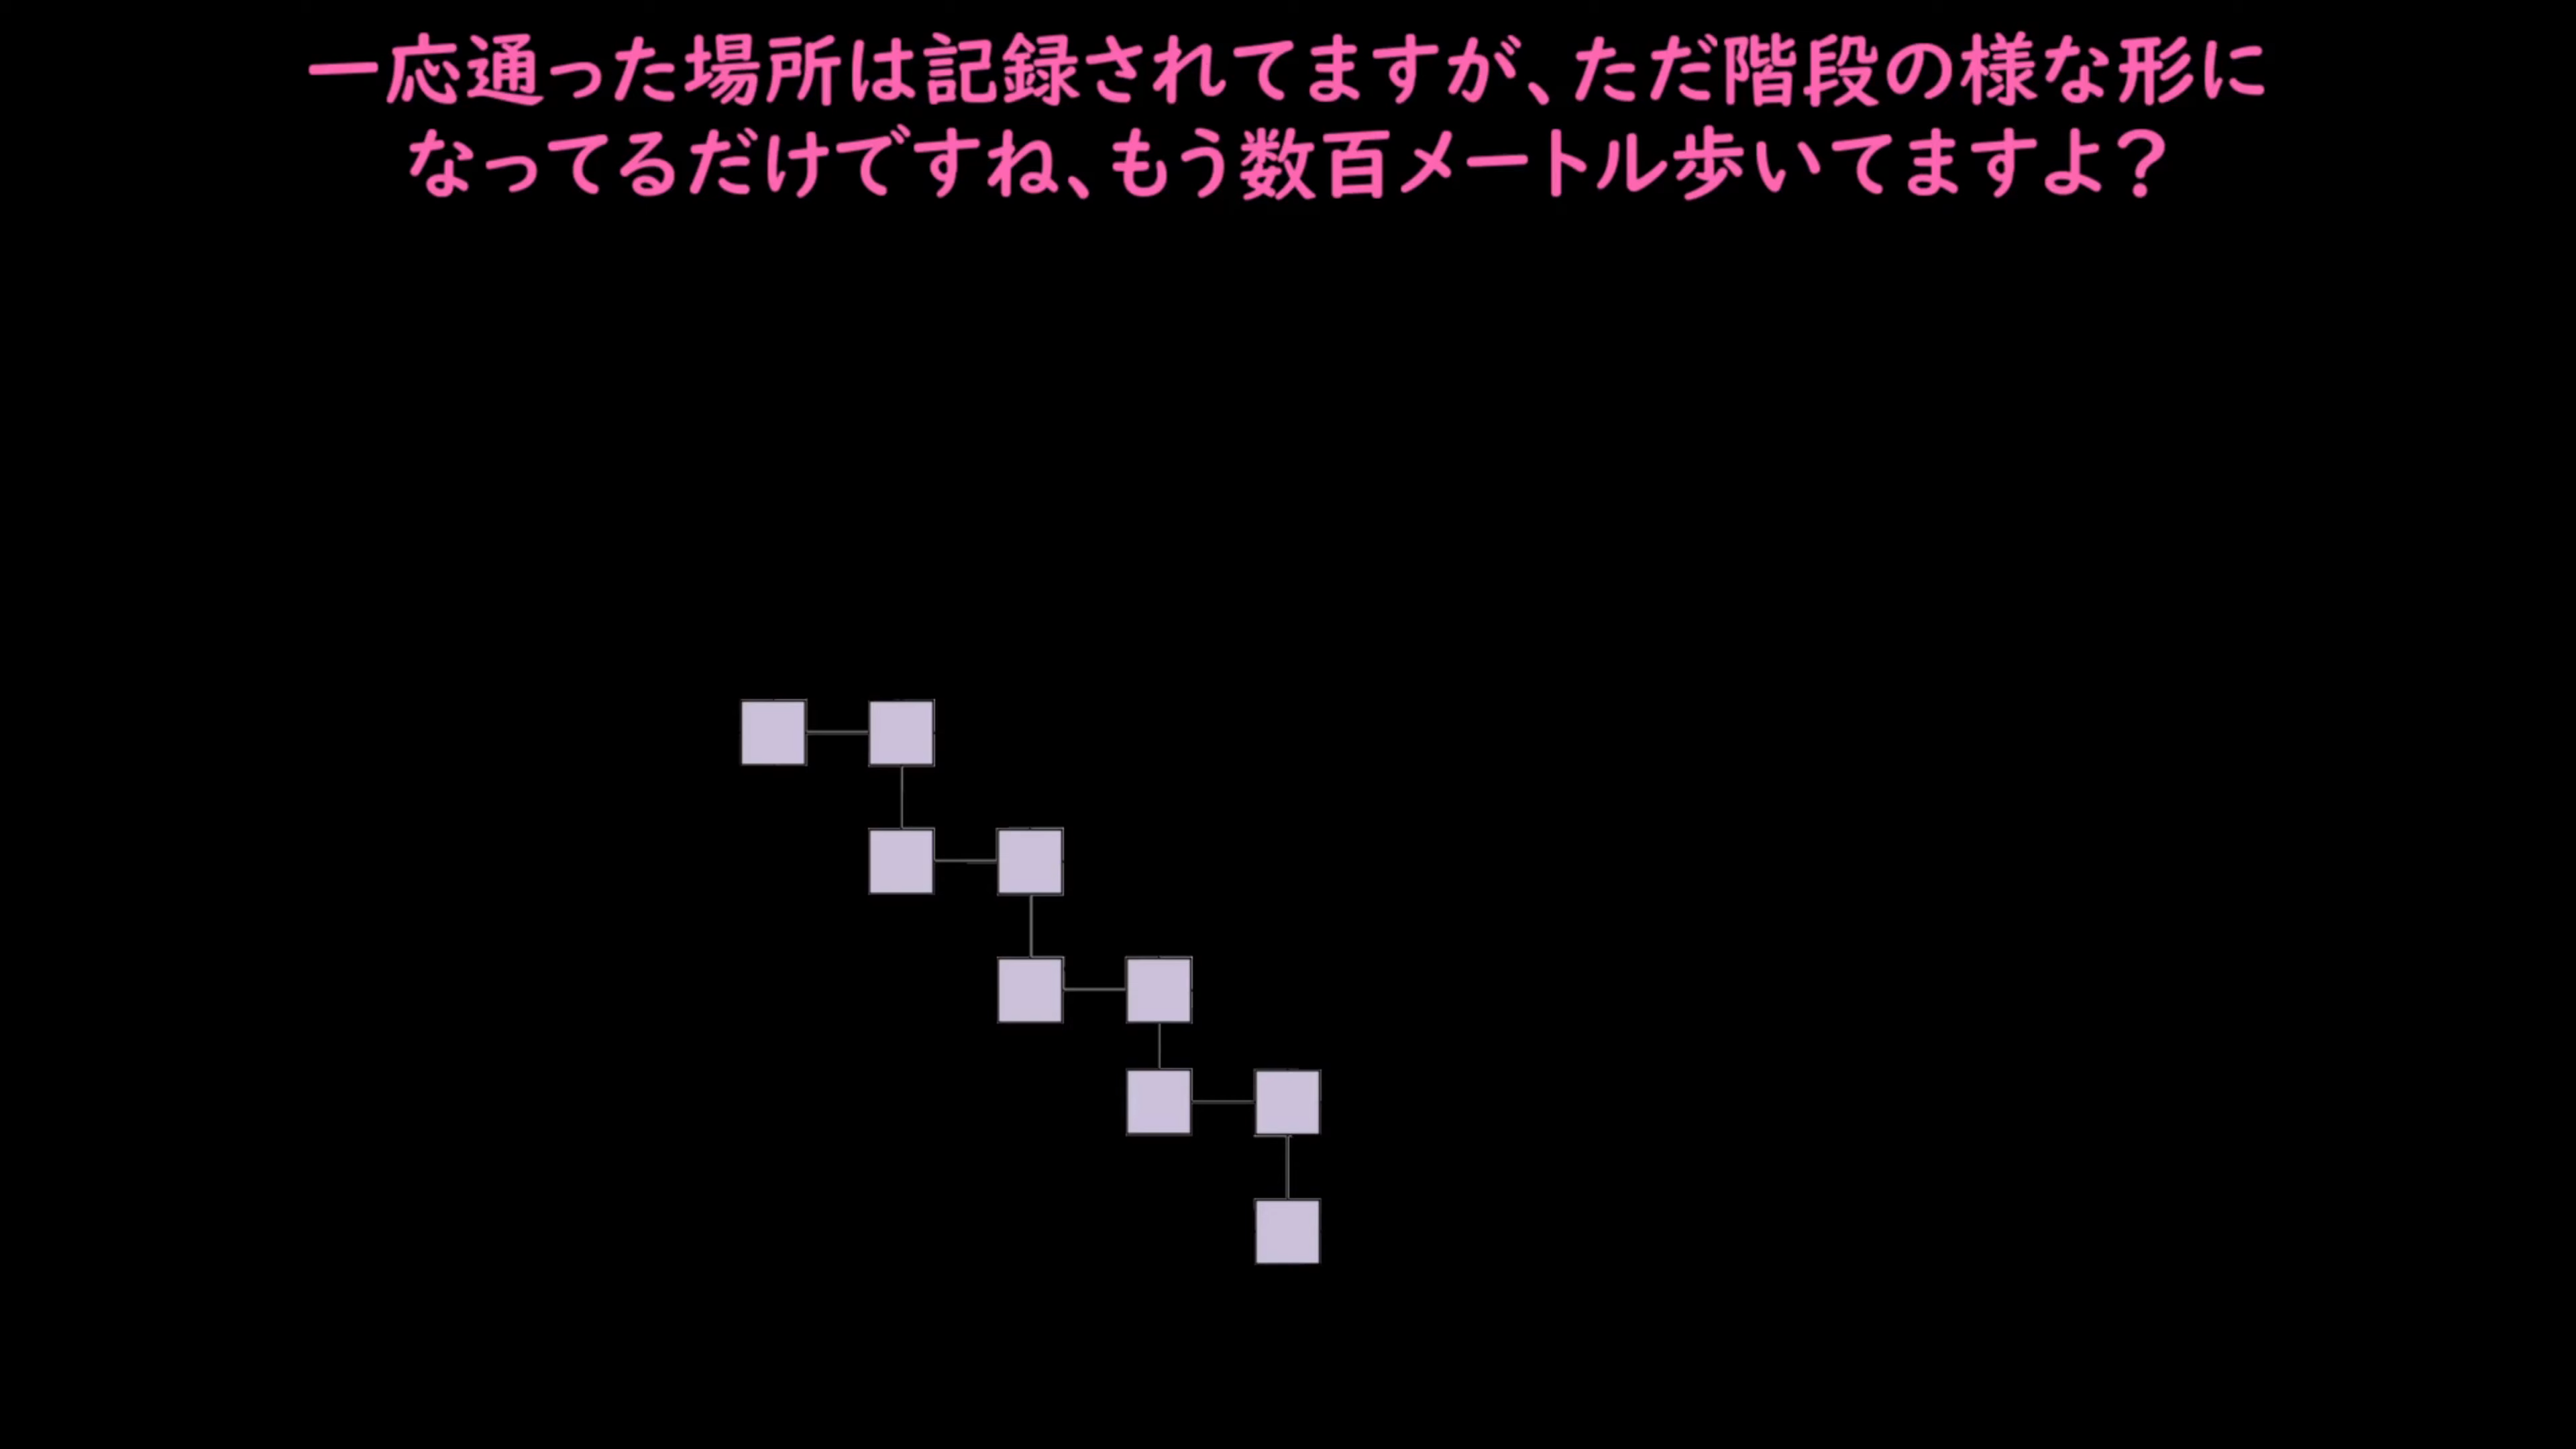 一応通った場所は記録されてますが、ただ階段の様な形に
なってるだけですね、もう数百メートル歩いてますよ？